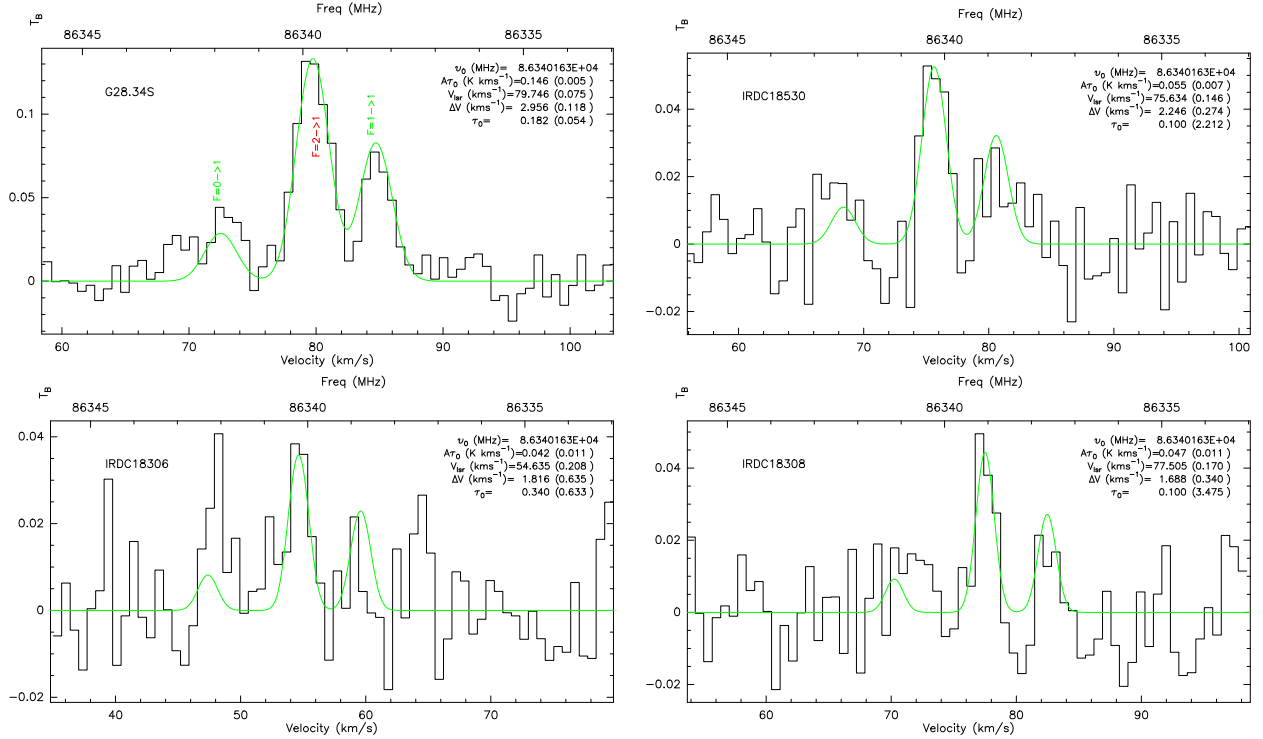 Freq (MHz)
T_B
86345 86340 86335
G28.34S
F=0->1
F=2->1
F=1->1
υ₀ (MHz)= 8.6340163E+04
Aτ₀ (K kms⁻¹)=0.146 (0.005 )
V_lsr (kms⁻¹)=79.746 (0.075 )
ΔV (kms⁻¹)= 2.956 (0.118 )
τ₀= 0.182 (0.054 )
0.1
0.05
0
60 70 80 90 100
Velocity (km/s)
Freq (MHz)
T_B
86345 86340 86335
IRDC18530
υ₀ (MHz)= 8.6340163E+04
Aτ₀ (K kms⁻¹)=0.055 (0.007 )
V_lsr (kms⁻¹)=75.634 (0.146 )
ΔV (kms⁻¹)= 2.246 (0.274 )
τ₀= 0.100 (2.212 )
0.04
0.02
0
−0.02
60 70 80 90 100
Velocity (km/s)
Freq (MHz)
T_B
86345 86340 86335
IRDC18306
υ₀ (MHz)= 8.6340163E+04
Aτ₀ (K kms⁻¹)=0.042 (0.011 )
V_lsr (kms⁻¹)=54.635 (0.208 )
ΔV (kms⁻¹)= 1.816 (0.635 )
τ₀= 0.340 (0.633 )
0.04
0.02
0
−0.02
40 50 60 70
Velocity (km/s)
Freq (MHz)
T_B
86345 86340 86335
IRDC18308
υ₀ (MHz)= 8.6340163E+04
Aτ₀ (K kms⁻¹)=0.047 (0.011 )
V_lsr (kms⁻¹)=77.505 (0.170 )
ΔV (kms⁻¹)= 1.688 (0.340 )
τ₀= 0.100 (3.475 )
0.04
0.02
0
−0.02
60 70 80 90
Velocity (km/s)